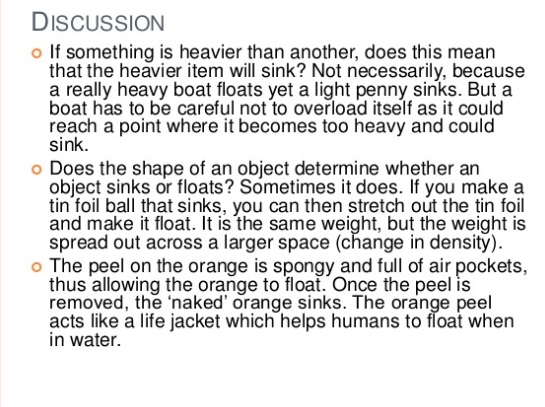 DISCUSSION
If something is heavier than another, does this mean
that the heavier item will sink? Not necessarily, because
a really heavy boat floats yet a light penny sinks. But a
boat has to be careful not to overload itself as it could
reach a point where it becomes too heavy and could
sink.
Does the shape of an object determine whether an
object sinks or floats? Sometimes it does. If you make a
tin foil ball that sinks, you can then stretch out the tin foil
and make it float. It is the same weight, but the weight is
spread out across a larger space (change in density).
The peel on the orange is spongy and full of air pockets,
thus allowing the orange to float. Once the peel is
removed, the ‘naked’ orange sinks. The orange peel
acts like a life jacket which helps humans to float when
in water.